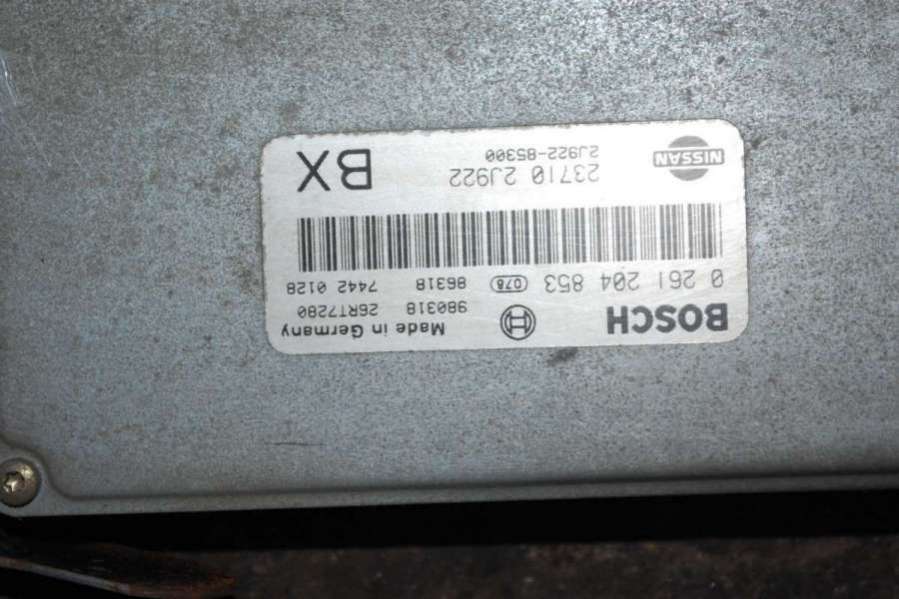 BOSCH
Made in Germany
980318 26RT7280
0 261 204 853 078 86318 7442 0128
NISSAN
23710 2J922
2J922-85300
BX